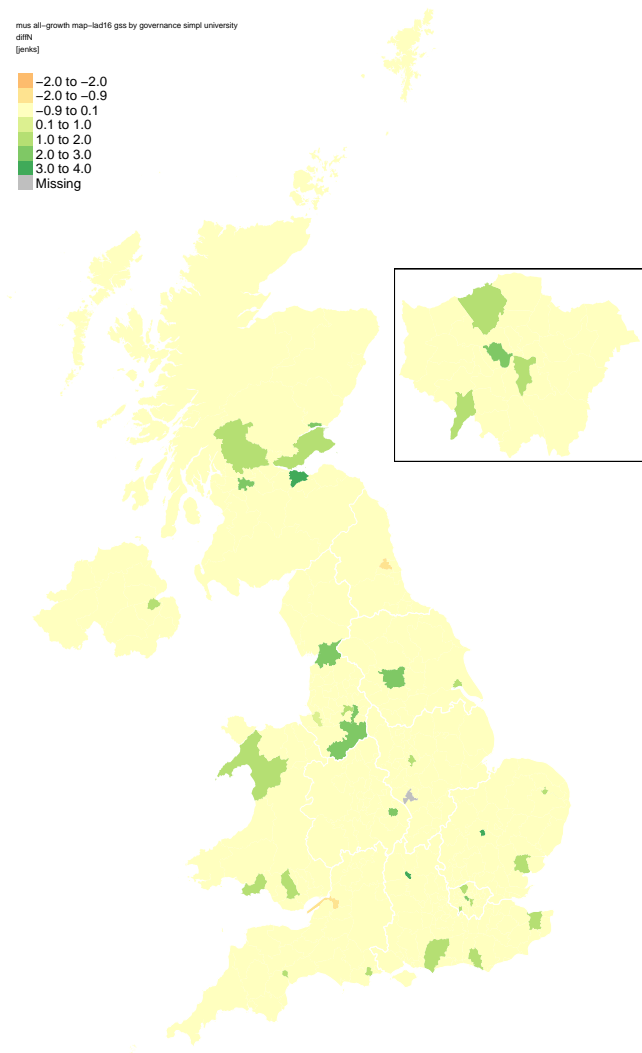 mus all−growth map−lad16 gss by governance simpl university
diffN
[jenks]
−2.0 to −2.0
−2.0 to −0.9
−0.9 to 0.1
0.1 to 1.0
1.0 to 2.0
2.0 to 3.0
3.0 to 4.0
Missing